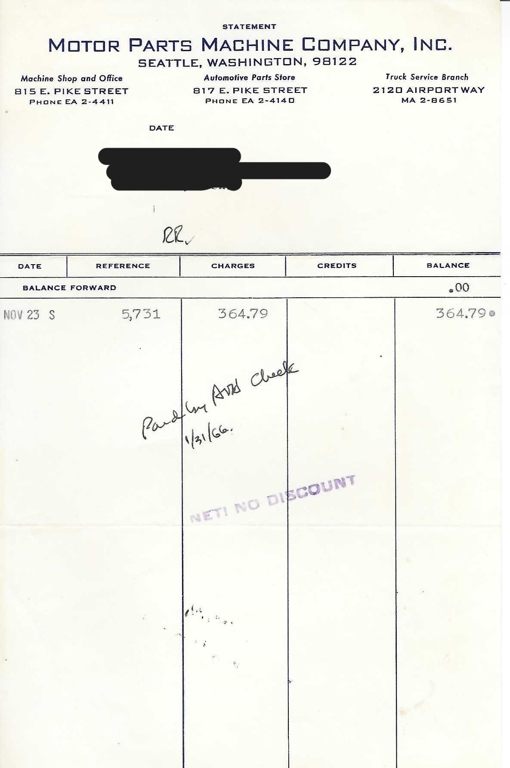 STATEMENT
MOTOR PARTS MACHINE COMPANY, INC.
SEATTLE, WASHINGTON, 98122
Machine Shop and Office
815 E. PIKE STREET
PHONE EA 2-4411
Automotive Parts Store
817 E. PIKE STREET
PHONE EA 2-4140
Truck Service Branch
2120 AIRPORT WAY
MA 2-8651
DATE
RR
DATE REFERENCE CHARGES CREDITS BALANCE
BALANCE FORWARD .00
NOV 23 S 5,731 364.79 364.79
Paid by Check
1/31/66.
NET! NO DISCOUNT